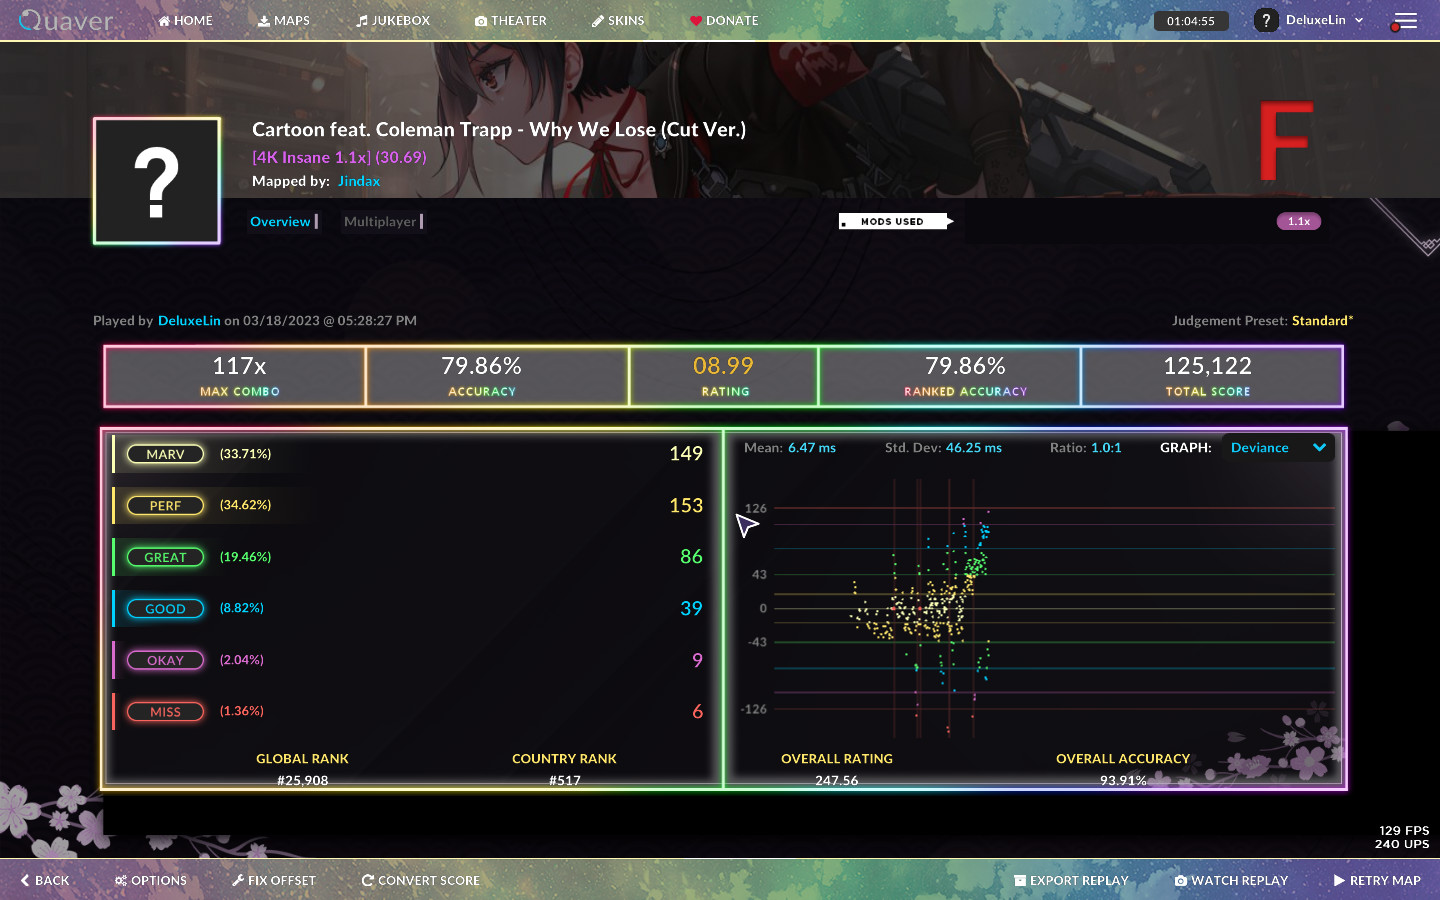 Quaver HOME MAPS JUKEBOX THEATER SKINS DONATE 01:04:55 ? DeluxeLin
F
?
Cartoon feat. Coleman Trapp - Why We Lose (Cut Ver.)
[4K Insane 1.1x] (30.69)
Mapped by: Jindax
Overview Multiplayer MODS USED 1.1x
Played by DeluxeLin on 03/18/2023 @ 05:28:27 PM Judgement Preset: Standard*
117x 79.86% 08.99 79.86% 125,122
MAX COMBO ACCURACY RATING RANKED ACCURACY TOTAL SCORE
MARV (33.71%) 149
PERF (34.62%) 153
GREAT (19.46%) 86
GOOD (8.82%) 39
OKAY (2.04%) 9
MISS (1.36%) 6
Mean: 6.47 ms Std. Dev: 46.25 ms Ratio: 1.0:1 GRAPH: Deviance
126
43
0
-43
-126
GLOBAL RANK COUNTRY RANK OVERALL RATING OVERALL ACCURACY
#25,908 #517 247.56 93.91%
129 FPS
240 UPS
BACK OPTIONS FIX OFFSET CONVERT SCORE EXPORT REPLAY WATCH REPLAY RETRY MAP